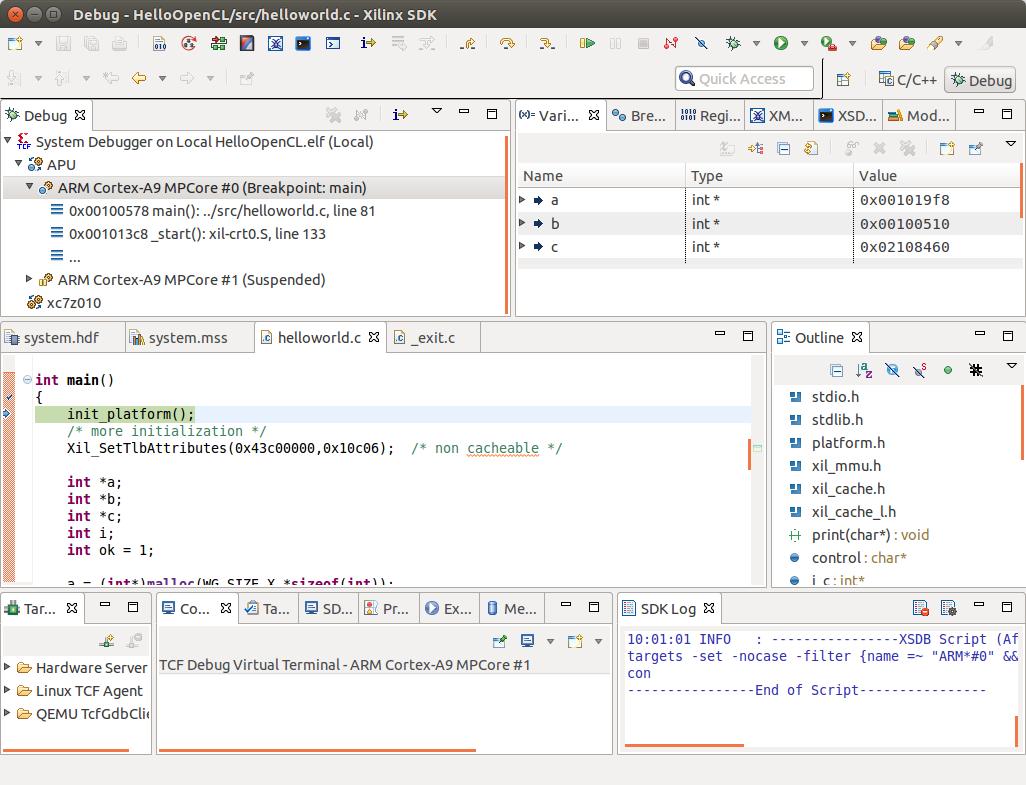 Debug - HelloOpenCL/src/helloworld.c - Xilinx SDK
Quick Access
C/C++
Debug
Debug
System Debugger on Local HelloOpenCL.elf (Local)
APU
ARM Cortex-A9 MPCore #0 (Breakpoint: main)
0x00100578 main(): ../src/helloworld.c, line 81
0x001013c8 _start(): xil-crt0.S, line 133
...
ARM Cortex-A9 MPCore #1 (Suspended)
xc7z010
(x)= Vari...
Bre...
Regi...
XM...
XSD...
Mod...
Name Type Value
a int * 0x001019f8
b int * 0x00100510
c int * 0x02108460
system.hdf
system.mss
helloworld.c
_exit.c
int main()
{
init_platform();
/* more initialization */
Xil_SetTlbAttributes(0x43c00000,0x10c06); /* non cacheable */
int *a;
int *b;
int *c;
int i;
int ok = 1;
a = (int*)malloc(WG_SIZE_X *sizeof(int));
Outline
stdio.h
stdlib.h
platform.h
xil_mmu.h
xil_cache.h
xil_cache_l.h
print(char*) : void
control : char*
i_c : int*
Tar...
Hardware Server
Linux TCF Agent
QEMU TcfGdbClie
Co...
Ta...
SD...
Pr...
Ex...
Me...
TCF Debug Virtual Terminal - ARM Cortex-A9 MPCore #1
SDK Log
10:01:01 INFO : ----------------XSDB Script (Af
targets -set -nocase -filter {name =~ "ARM*#0" &&
con
----------------End of Script----------------